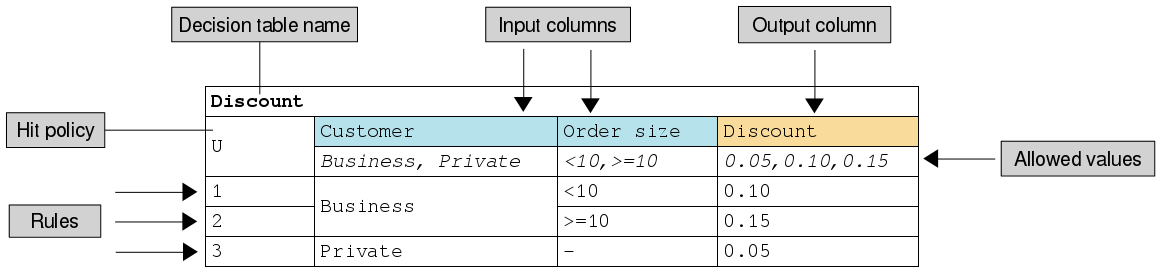 Decision table name
Input columns
Output column
Discount
Hit policy
U
Customer
Order size
Discount
Business, Private
<10,>=10
0.05,0.10,0.15
Allowed values
Rules
1
Business
<10
0.10
2
>=10
0.15
3
Private
-
0.05